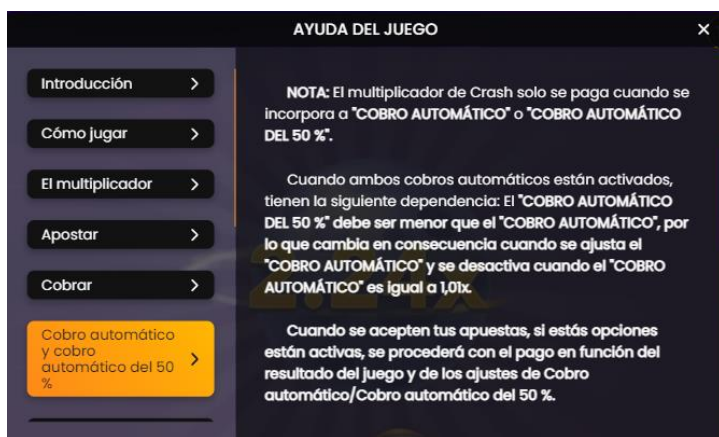 AYUDA DEL JUEGO
Introducción
Cómo jugar
El multiplicador
Apostar
Cobrar
Cobro automático
y cobro
automático del 50
%
NOTA: El multiplicador de Crash solo se paga cuando se
incorpora a "COBRO AUTOMÁTICO" o "COBRO AUTOMÁTICO
DEL 50 %".
Cuando ambos cobros automáticos están activados,
tienen la siguiente dependencia: El "COBRO AUTOMÁTICO
DEL 50 %" debe ser menor que el "COBRO AUTOMÁTICO", por
lo que cambia en consecuencia cuando se ajusta el
"COBRO AUTOMÁTICO" y se desactiva cuando el "COBRO
AUTOMÁTICO" es igual a 1,01x.
Cuando se acepten tus apuestas, si estás opciones
están activas, se procederá con el pago en función del
resultado del juego y de los ajustes de Cobro
automático/Cobro automático del 50 %.
2.24x